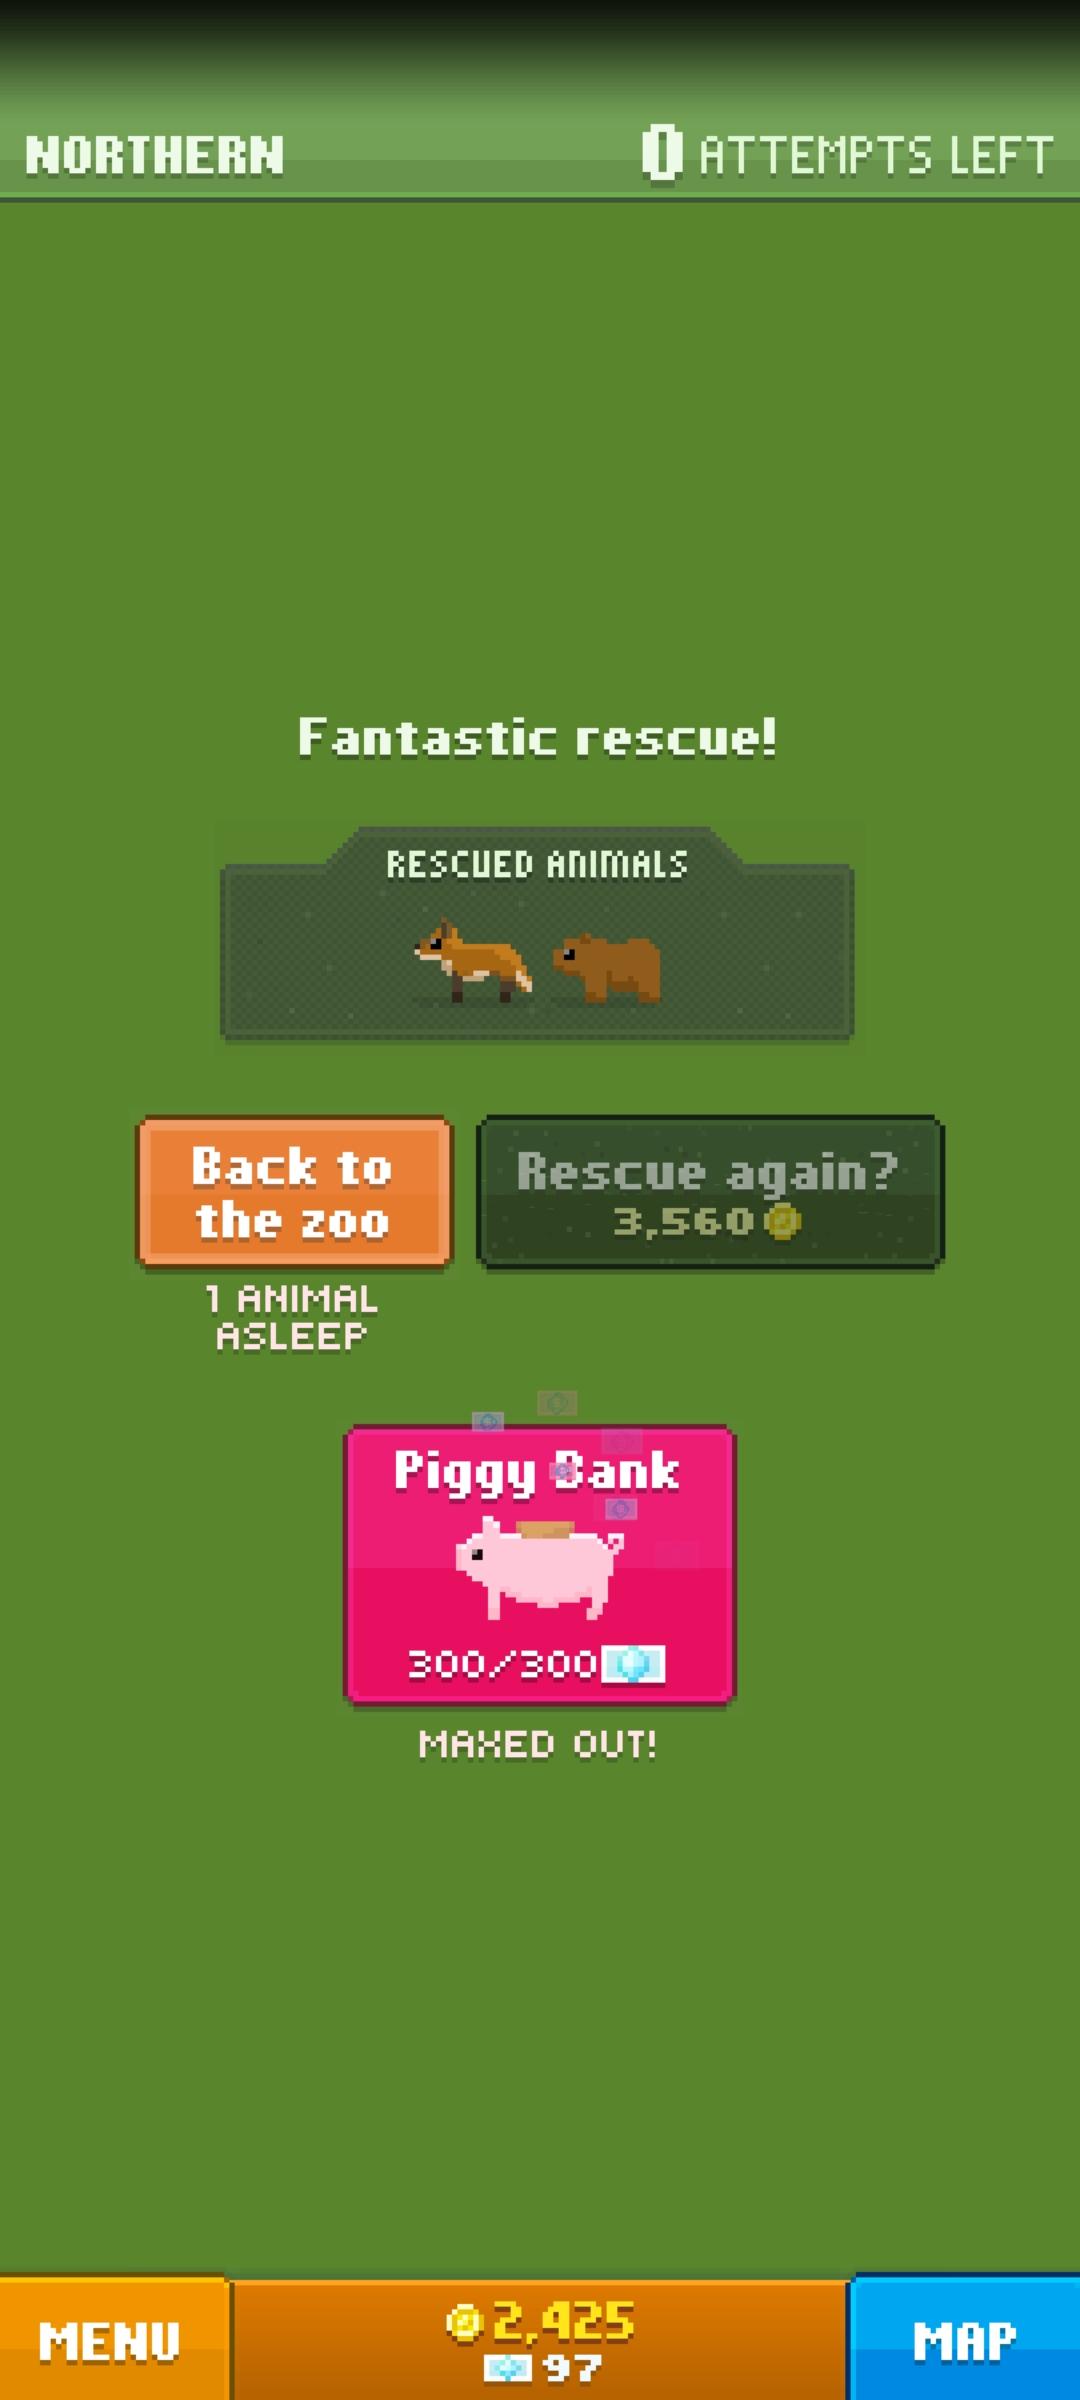 NORTHERN
0 ATTEMPTS LEFT
Fantastic rescue!
RESCUED ANIMALS
Back to
the zoo
Rescue again?
3,560
1 ANIMAL
ASLEEP
Piggy Bank
300/300
MAXED OUT!
MENU
2,425
97
MAP